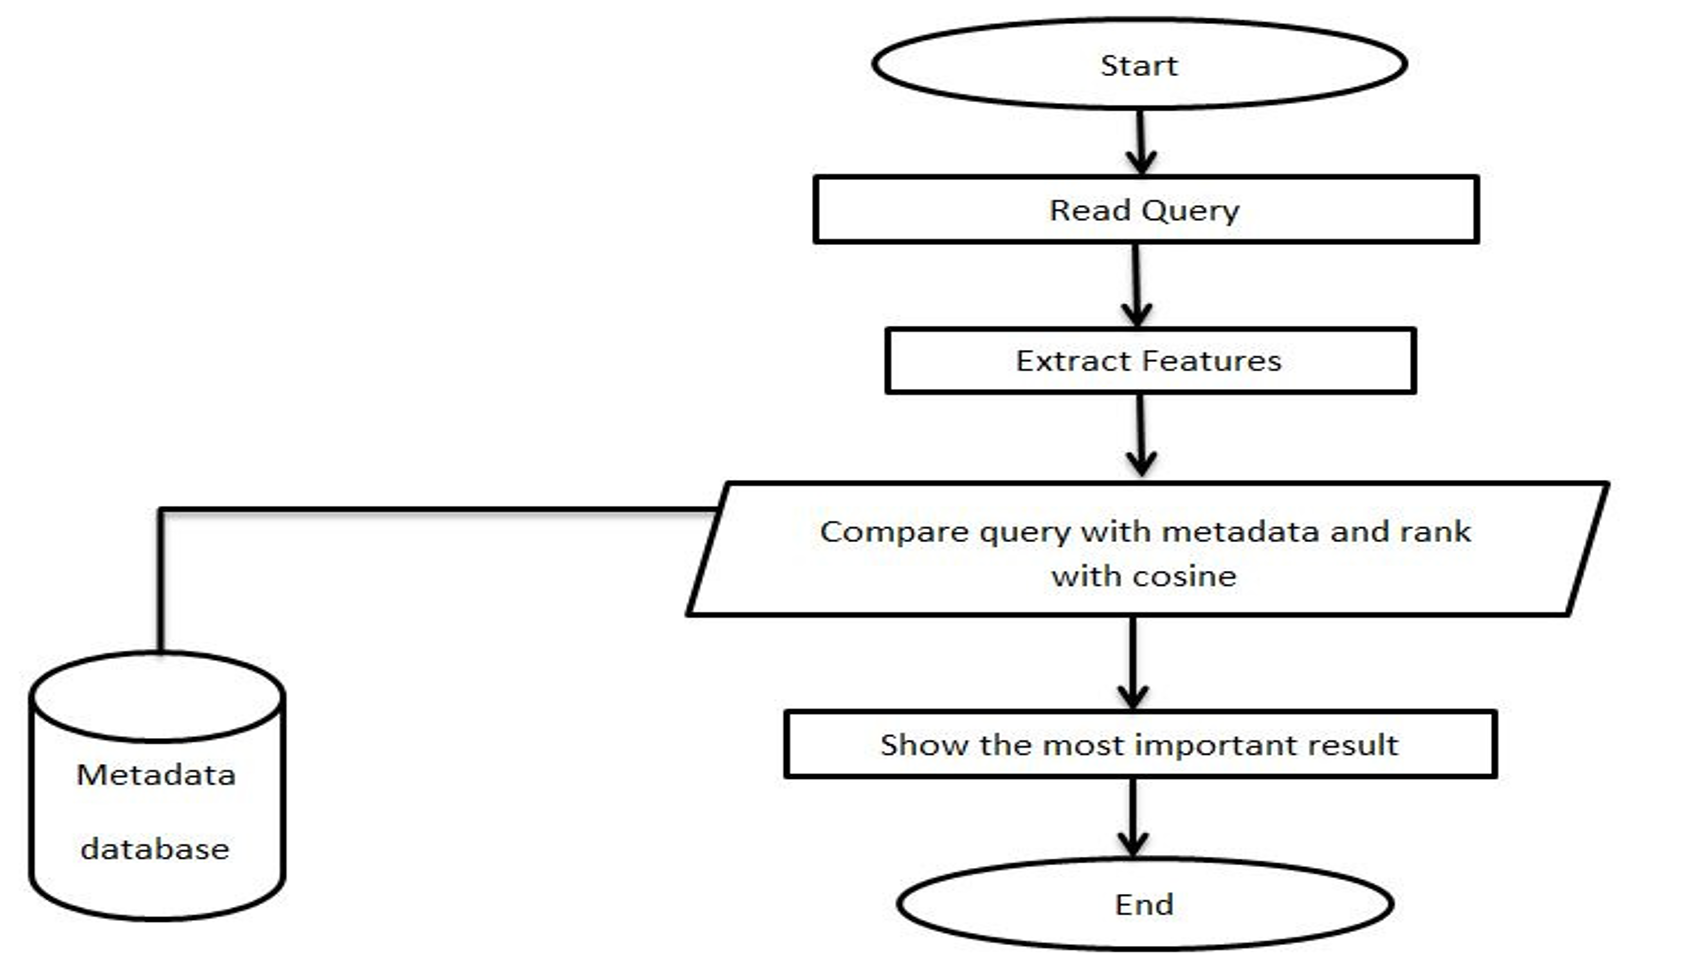 Start
Read Query
Extract Features
Compare query with metadata and rank
with cosine
Show the most important result
Metadata
database
End